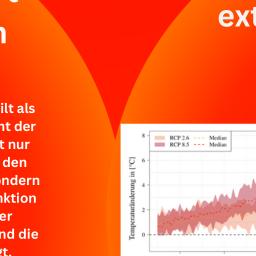 ext
n
ilt als
nt der
t nur
den
ondern
nktion
er
nd die
gt.
Temperaturänderung in [°C]
8
6
4
2
0
RCP 2.6
Median
RCP 8.5
Median